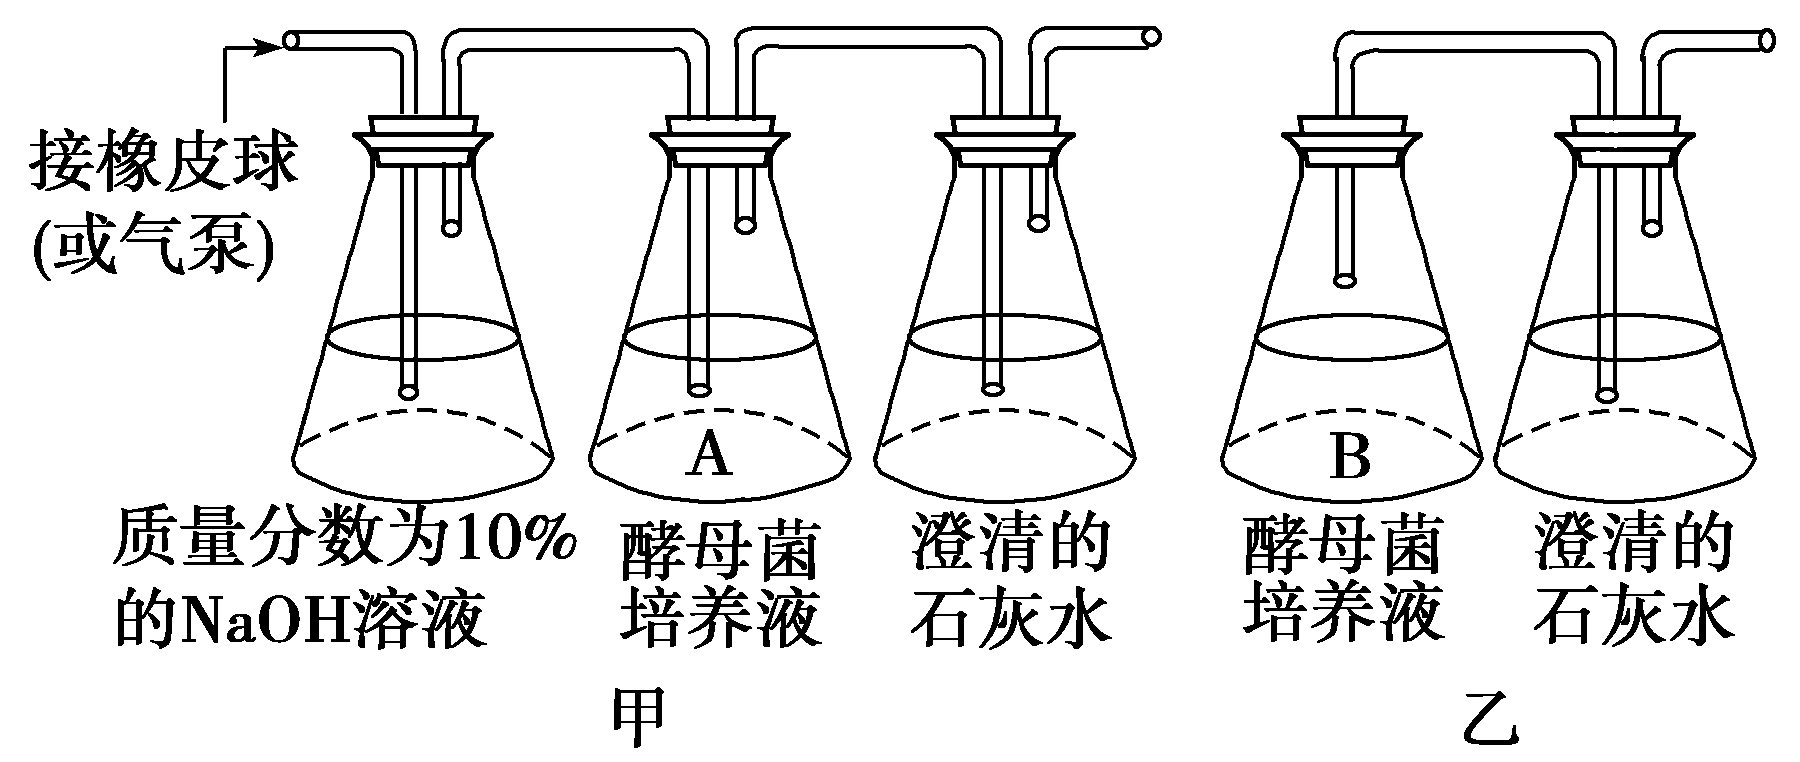 接橡皮球
(或气泵)
A
B
质量分数为10%
的NaOH溶液
酵母菌
培养液
澄清的
石灰水
酵母菌
培养液
澄清的
石灰水
甲
乙